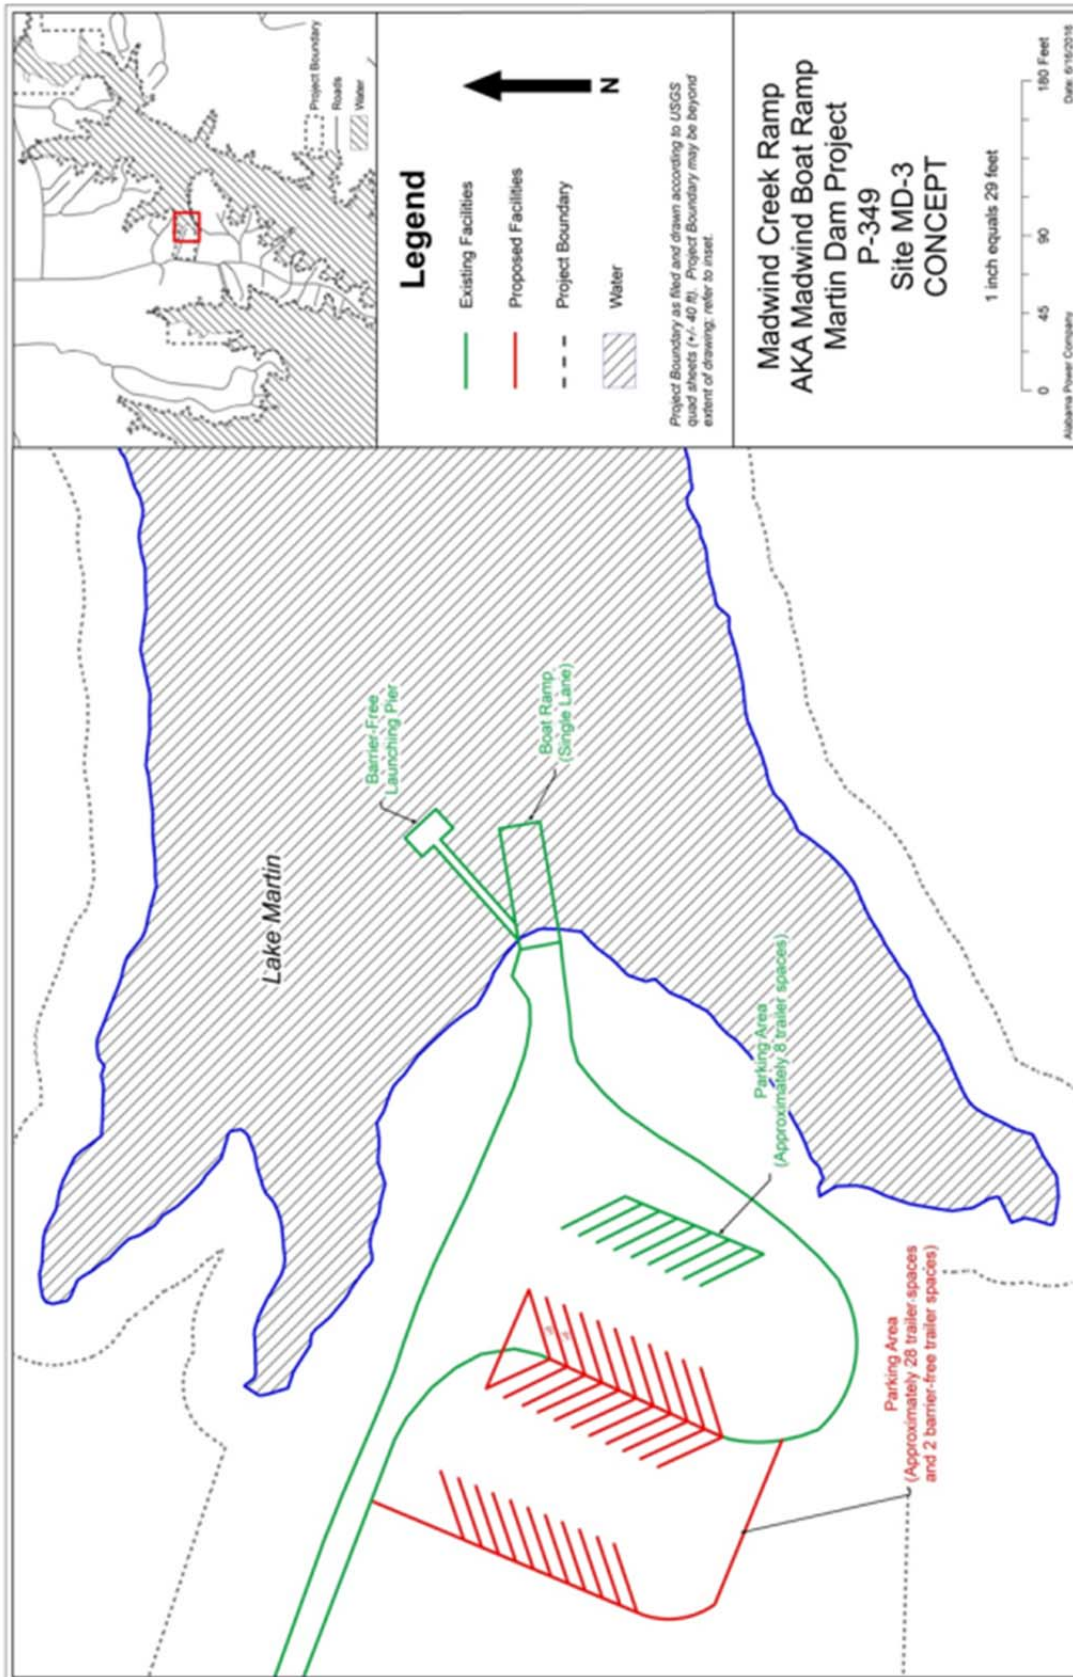 Lake Martin
Barrier-Free
Launching Pier
Boat Ramp
(Single Lane)
Parking Area
(Approximately 8 trailer spaces)
Parking Area
(Approximately 28 trailer spaces
and 2 barrier-free trailer spaces)
Project Boundary
Roads
Water
Legend
Existing Facilities
Proposed Facilities
Project Boundary
Water
N
Project Boundary as filed and drawn according to USGS
quad sheets (+/- 40 ft). Project Boundary may be beyond
extent of drawing; refer to inset.
Madwind Creek Ramp
AKA Madwind Boat Ramp
Martin Dam Project
P-349
Site MD-3
CONCEPT
1 inch equals 29 feet
0 45 90 180 Feet
Alabama Power Company
Date: 6/16/2016